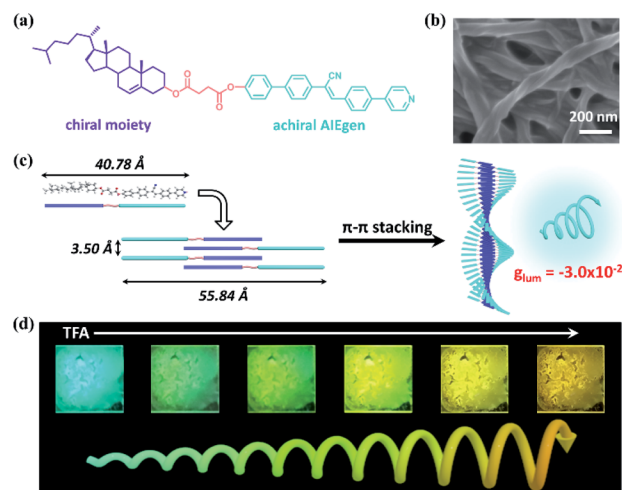 (a)
(b)
O
O
O
O
CN
N
chiral moiety
achiral AIEgen
200 nm
(c)
40.78 Å
3.50 Å
55.84 Å
π-π stacking
g_lum = -3.0x10⁻²
(d)
TFA